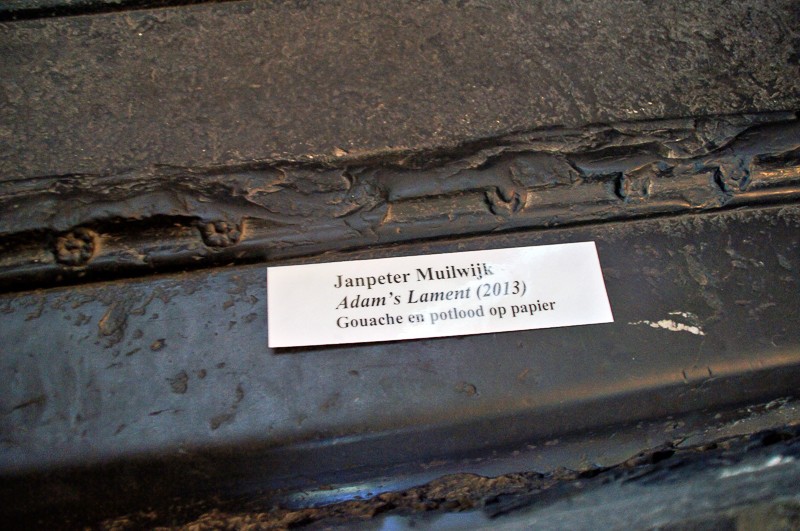 Janpeter Muilwijk
Adam's Lament (2013)
Gouache en potlood op papier